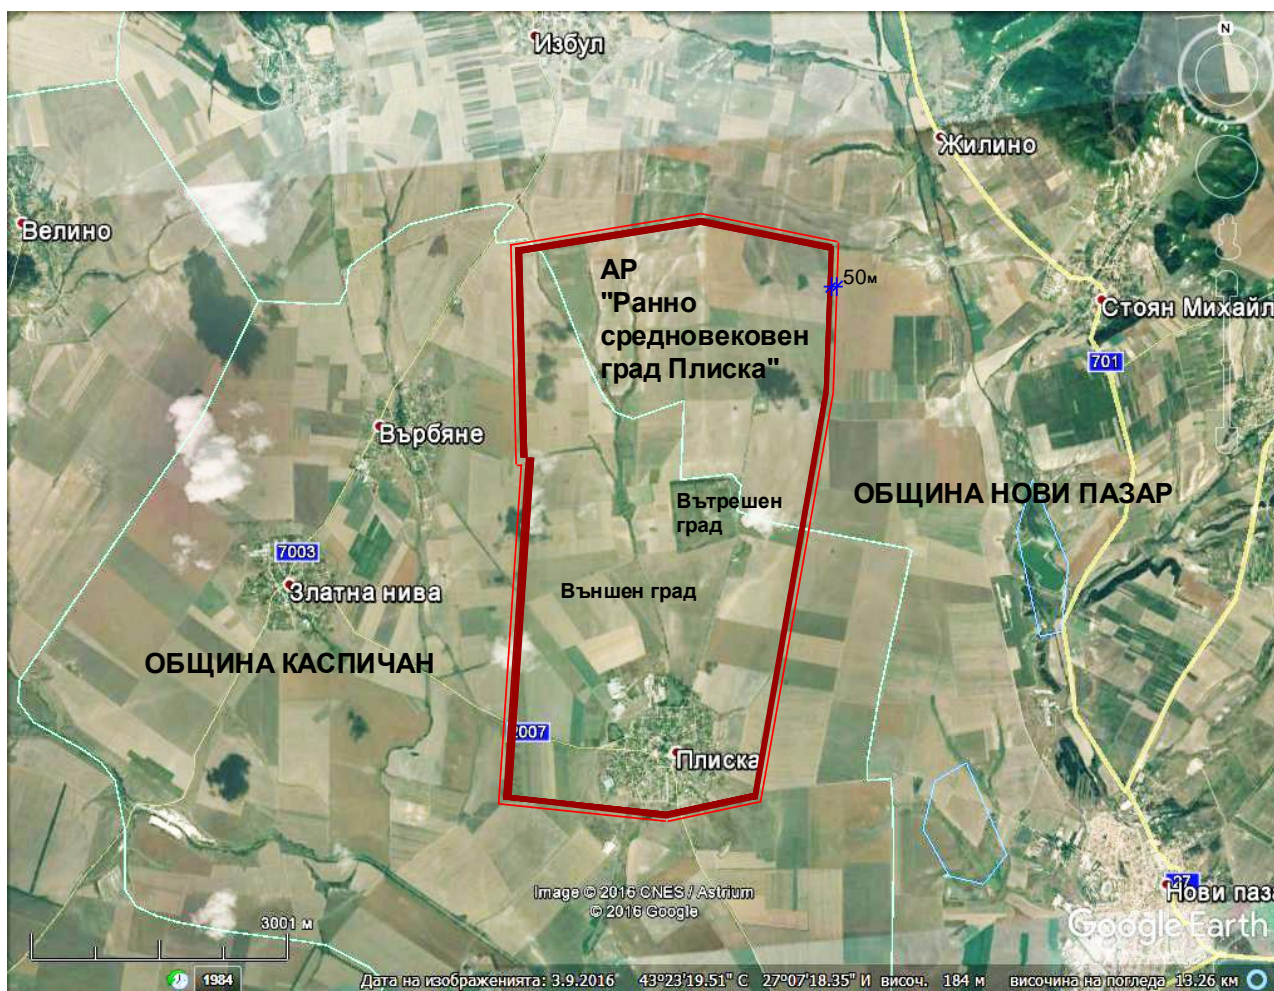 Избул
N
Жилино
Велино
АР
"Ранно
средновековен
град Плиска"
50м
Стоян Михайл
701
Върбяне
Вътрешен
град
ОБЩИНА НОВИ ПАЗАР
7003
Златна нива
Външен град
ОБЩИНА КАСПИЧАН
2007
Плиска
27
Нови паза
Image © 2016 CNES / Astrium
© 2016 Google
Google Earth
3001 м
1984
Дата на изображенията: 3.9.2016 43°23'19.51" С 27°07'18.35" И височ. 184 м височина на погледа 13.26 км